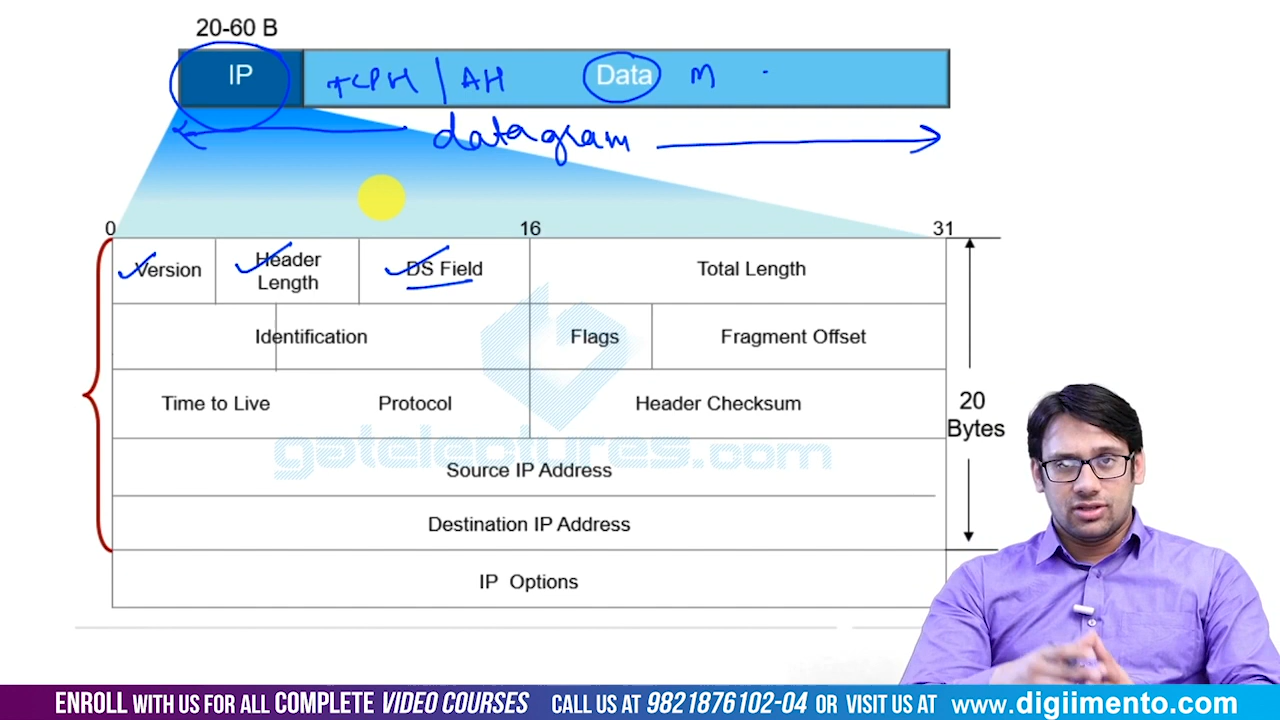 20-60 B
IP TCPH | AH Data M
datagram
0 16 31
Version Header Length DS Field Total Length
Identification Flags Fragment Offset
Time to Live Protocol Header Checksum
20 Bytes
gatelectures.com
Source IP Address
Destination IP Address
IP Options
ENROLL WITH US FOR ALL COMPLETE VIDEO COURSES CALL US AT 9821876102-04 OR VISIT US AT www.digiimento.com